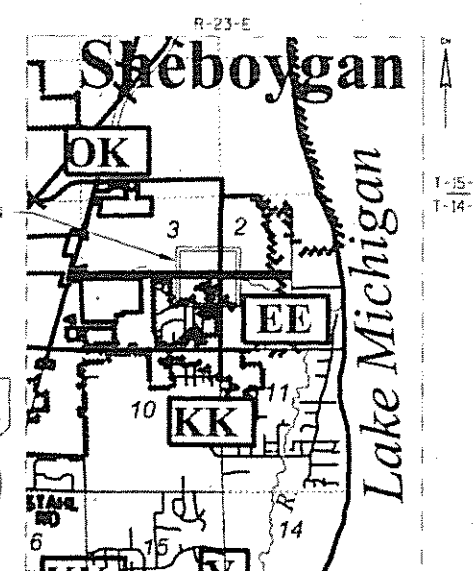 R-23-E
Sheboygan
OK
T-15-
T-14-
3
2
Lake Michigan
EE
10
11
KK
STAHL
RD
R
14
6
15